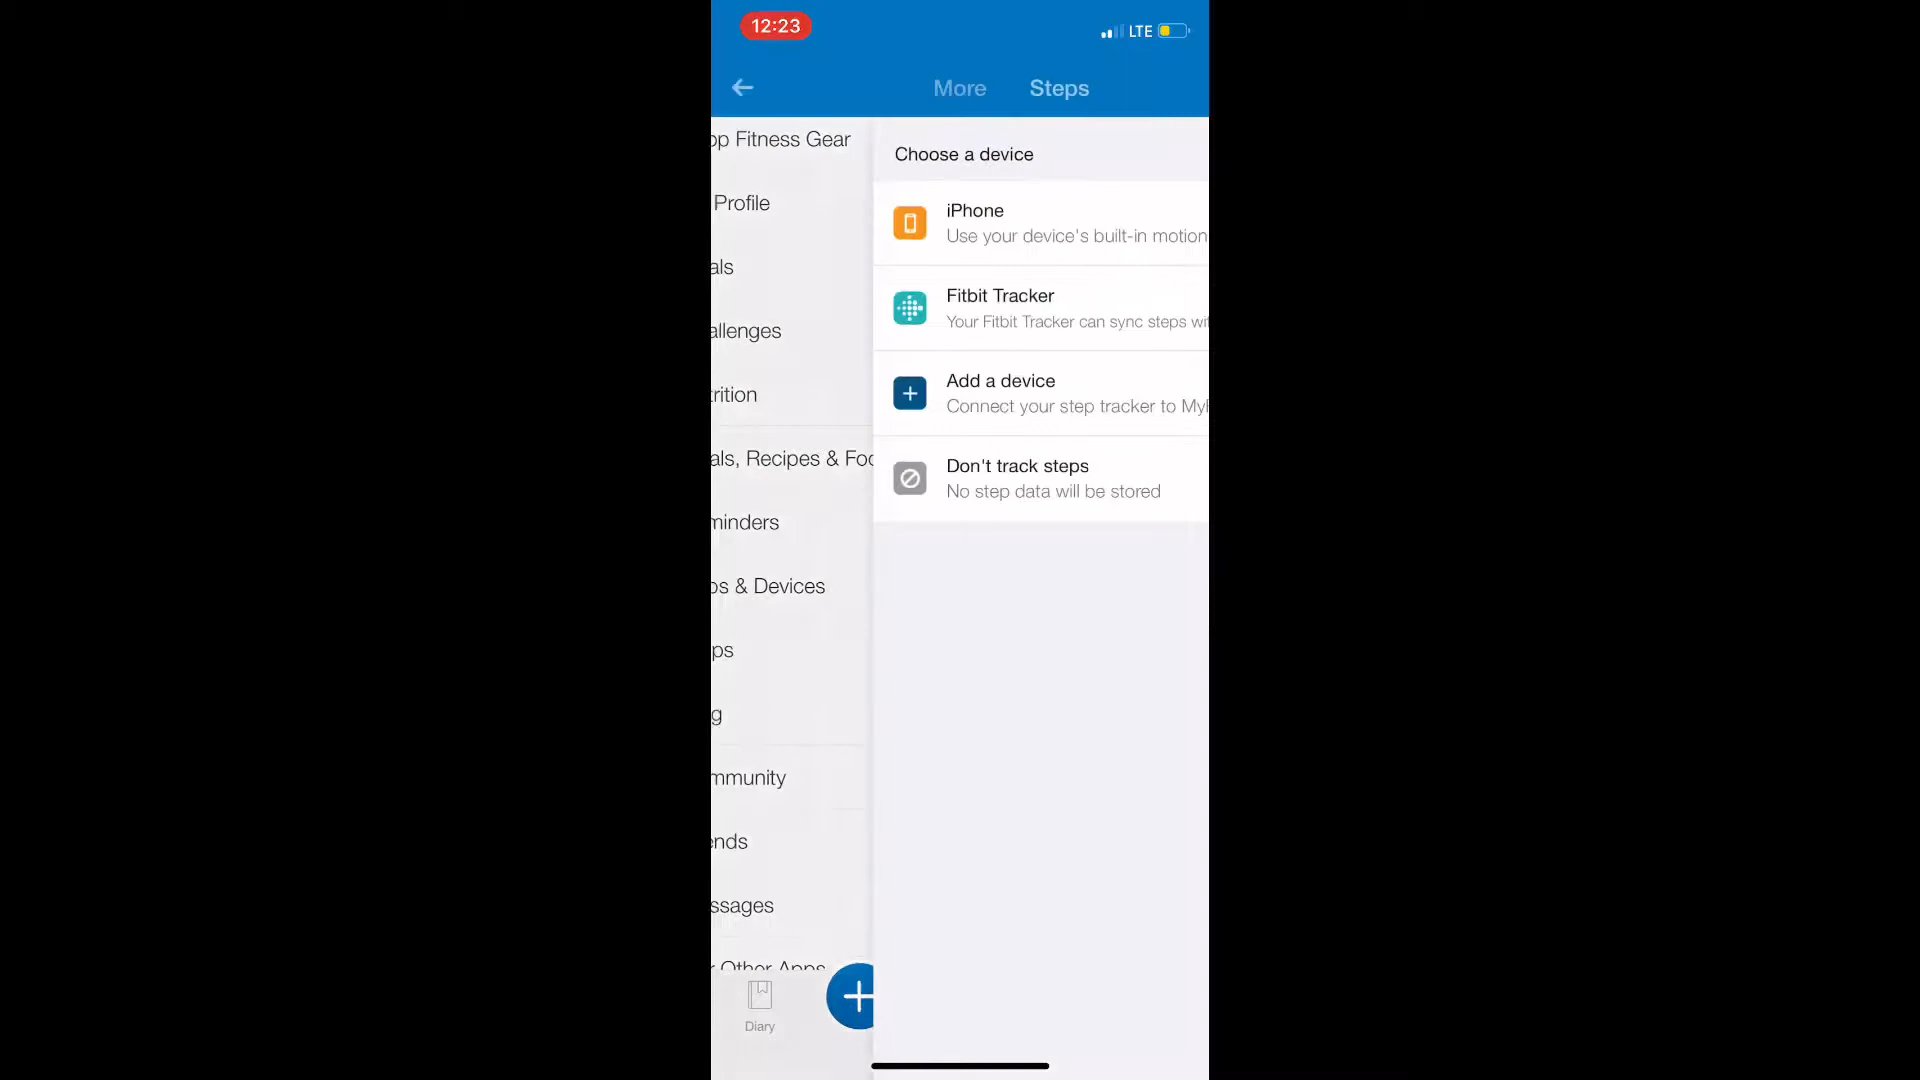 12:23
LTE
More Steps
op Fitness Gear
Profile
als
allenges
rition
als, Recipes & Foo
minders
ps & Devices
ps
g
mmunity
ends
ssages
r Other Apps
Diary
Choose a device
iPhone
Use your device's built-in motion
Fitbit Tracker
Your Fitbit Tracker can sync steps wit
Add a device
Connect your step tracker to MyF
Don't track steps
No step data will be stored